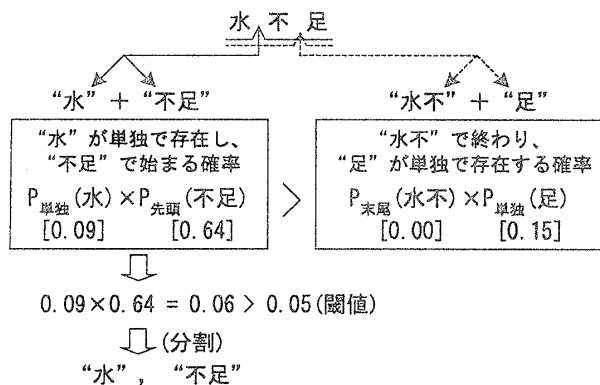 水 不 足
“水” + “不足”
“水不” + “足”
“水”が単独で存在し、
“不足”で始まる確率
P単独(水)×P先頭(不足)
[0.09] [0.64]
>
“水不”で終わり、
“足”が単独で存在する確率
P末尾(水不)×P単独(足)
[0.00] [0.15]
0.09×0.64 = 0.06 > 0.05(閾値)
(分割)
“水”, “不足”